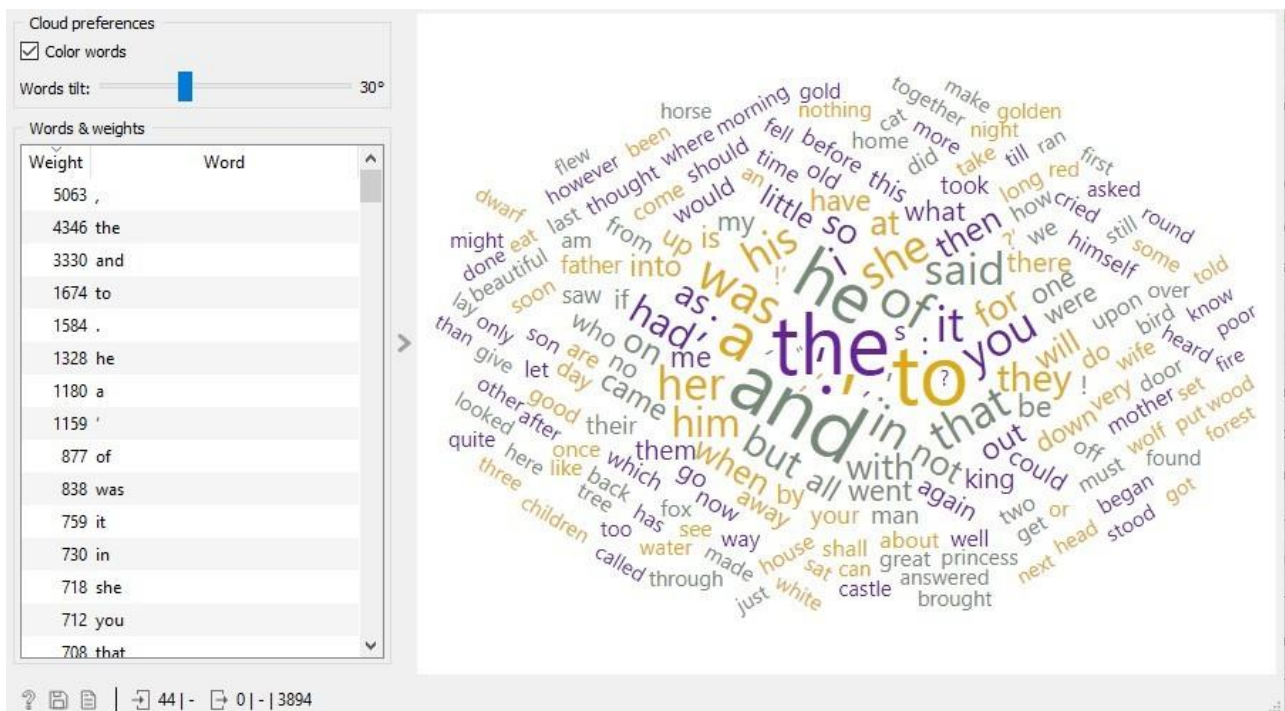 Cloud preferences
Color words
Words tilt: 30°
Words & weights
Weight Word
5063 ,
4346 the
3330 and
1674 to
1584 .
1328 he
1180 a
1159 ‘
877 of
838 was
759 it
730 in
718 she
712 you
708 that
44 | - 0 | - | 3894
make
together
gold
golden
horse
nothing
cat
morning
night
more
home
where
fell
before
did
take
till
ran
first
flew
been
however
thought
should
time
old
this
took
long
red
asked
dwarf
last
come
would
an
little
so
have
at
what
then
how
cried
round
might
eat
done
am
from
up
is
my
his
i
she
?'
we
still
himself
some
told
beautiful
father
into
!'
he
of
said
there
one
lay
soon
saw
if
as
.
was
for
were
upon
over
know
than
only
who
on
had
,'
a
the
s
:
it
you
will
bird
poor
give
son
are
no
me
to
?
they
do
wife
heard
fire
let
day
came
her
and
in
that
be
!
very
door
other
good
their
him
not
out
down
mother
set
looked
after
but
all
with
could
off
wolf
put
wood
quite
once
them
when
king
must
found
forest
here
like
which
go
by
went
again
three
back
now
away
your
man
two
or
began
got
tree
has
fox
see
way
get
head
stood
children
too
water
house
shall
about
well
next
called
through
made
sat
can
great
princess
just
white
castle
answered
brought